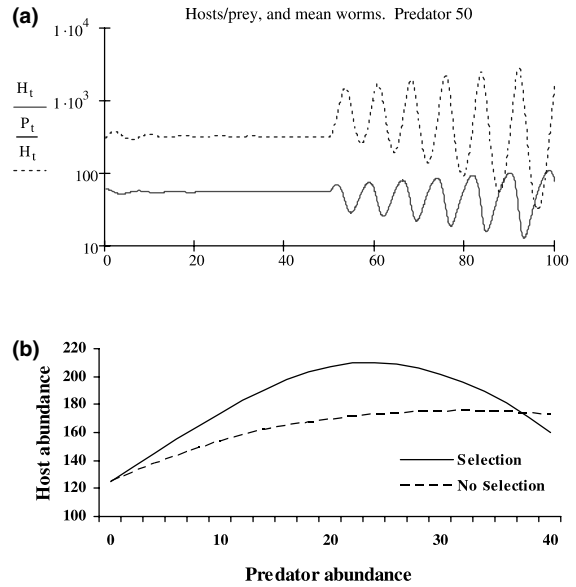 (a)
Hosts/prey, and mean worms. Predator 50
1·10⁴
1·10³
100
10
H_t
P_t
H_t
0 20 40 60 80 100
(b)
220
200
180
160
140
120
100
Host abundance
Selection
No Selection
0 10 20 30 40
Predator abundance